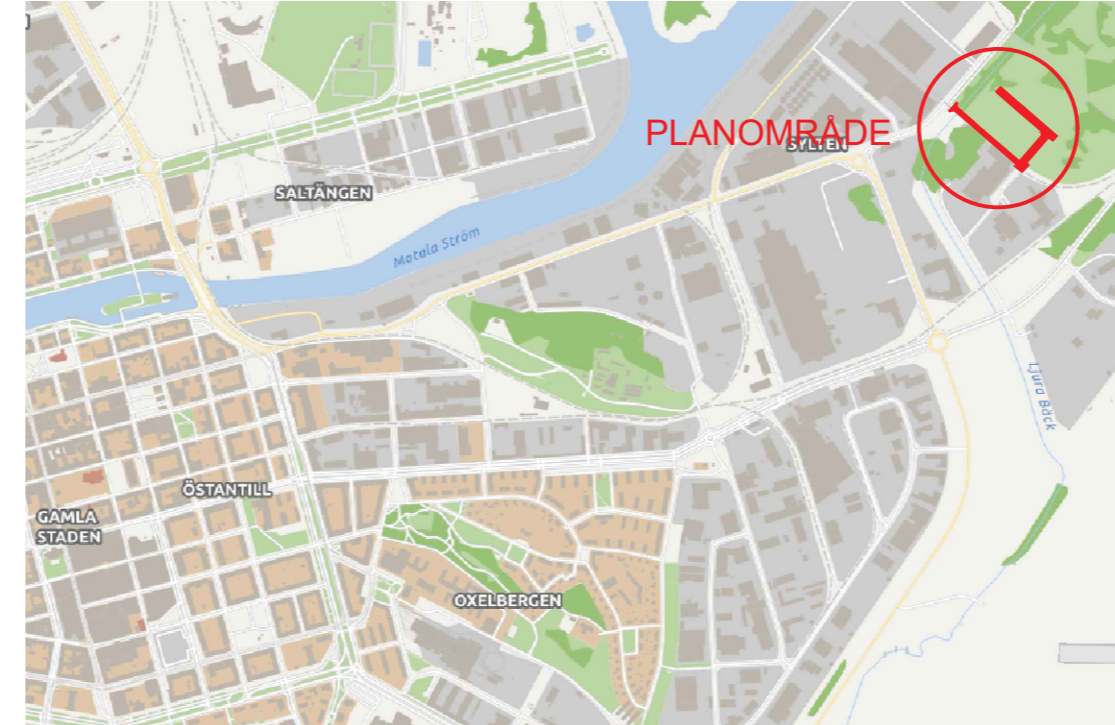 PLANOMRÅDE
SYLTEN
SALTÄNGEN
Motala Ström
Ljura Bäck
ÖSTANTILL
GAMLA
STADEN
OXELBERGEN